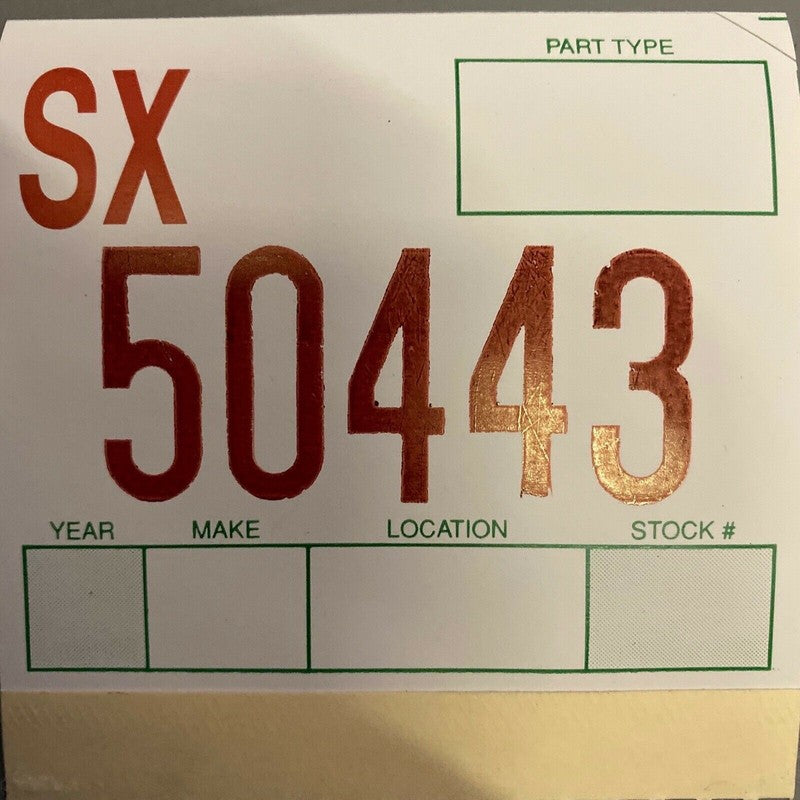 PART TYPE
SX
50443
YEAR MAKE LOCATION STOCK #